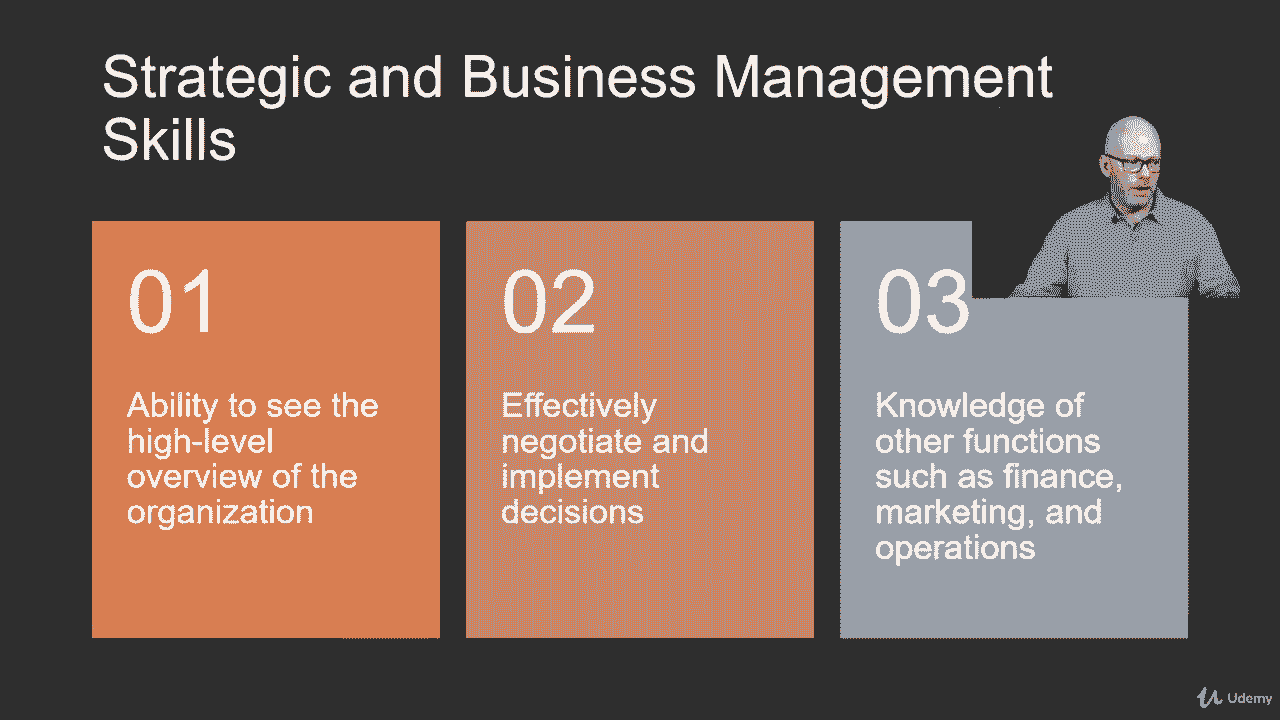 Strategic and Business Management
Skills
01
Ability to see the
high-level
overview of the
organization
02
Effectively
negotiate and
implement
decisions
03
Knowledge of
other functions
such as finance,
marketing, and
operations
Udemy